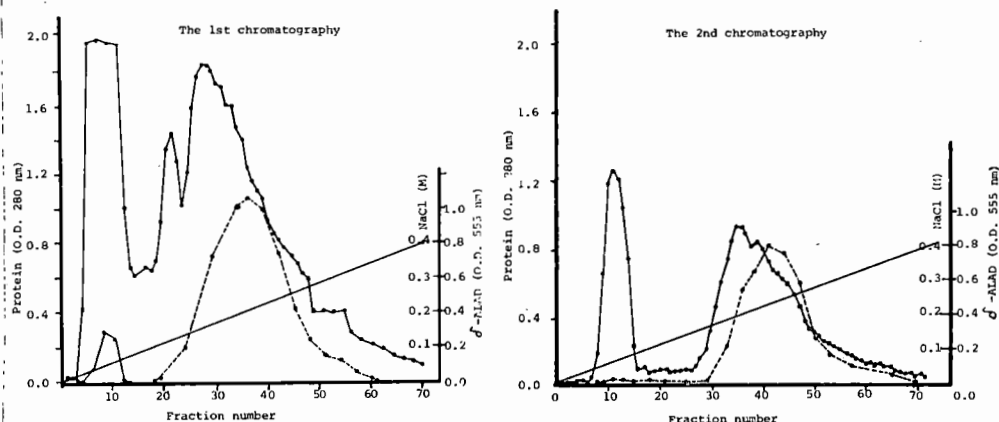 The 1st chromatography
2.0
1.6
1.2
0.8
0.4
0.0
Protein (O.D. 280 nm)
10 20 30 40 50 60 70
Fraction number
NaCl (M)
0.4
0.3
0.2
0.1
1.0
0.8
0.6
0.4
0.2
0.0
δ-ALAD (O.D. 555 nm)
The 2nd chromatography
2.0
1.6
1.2
0.8
0.4
0.0
Protein (O.D. 280 nm)
0 10 20 30 40 50 60 70
Fraction number
NaCl (M)
0.4
0.3
0.2
0.1
1.0
0.8
0.6
0.4
0.2
0.0
δ-ALAD (O.D. 555 nm)